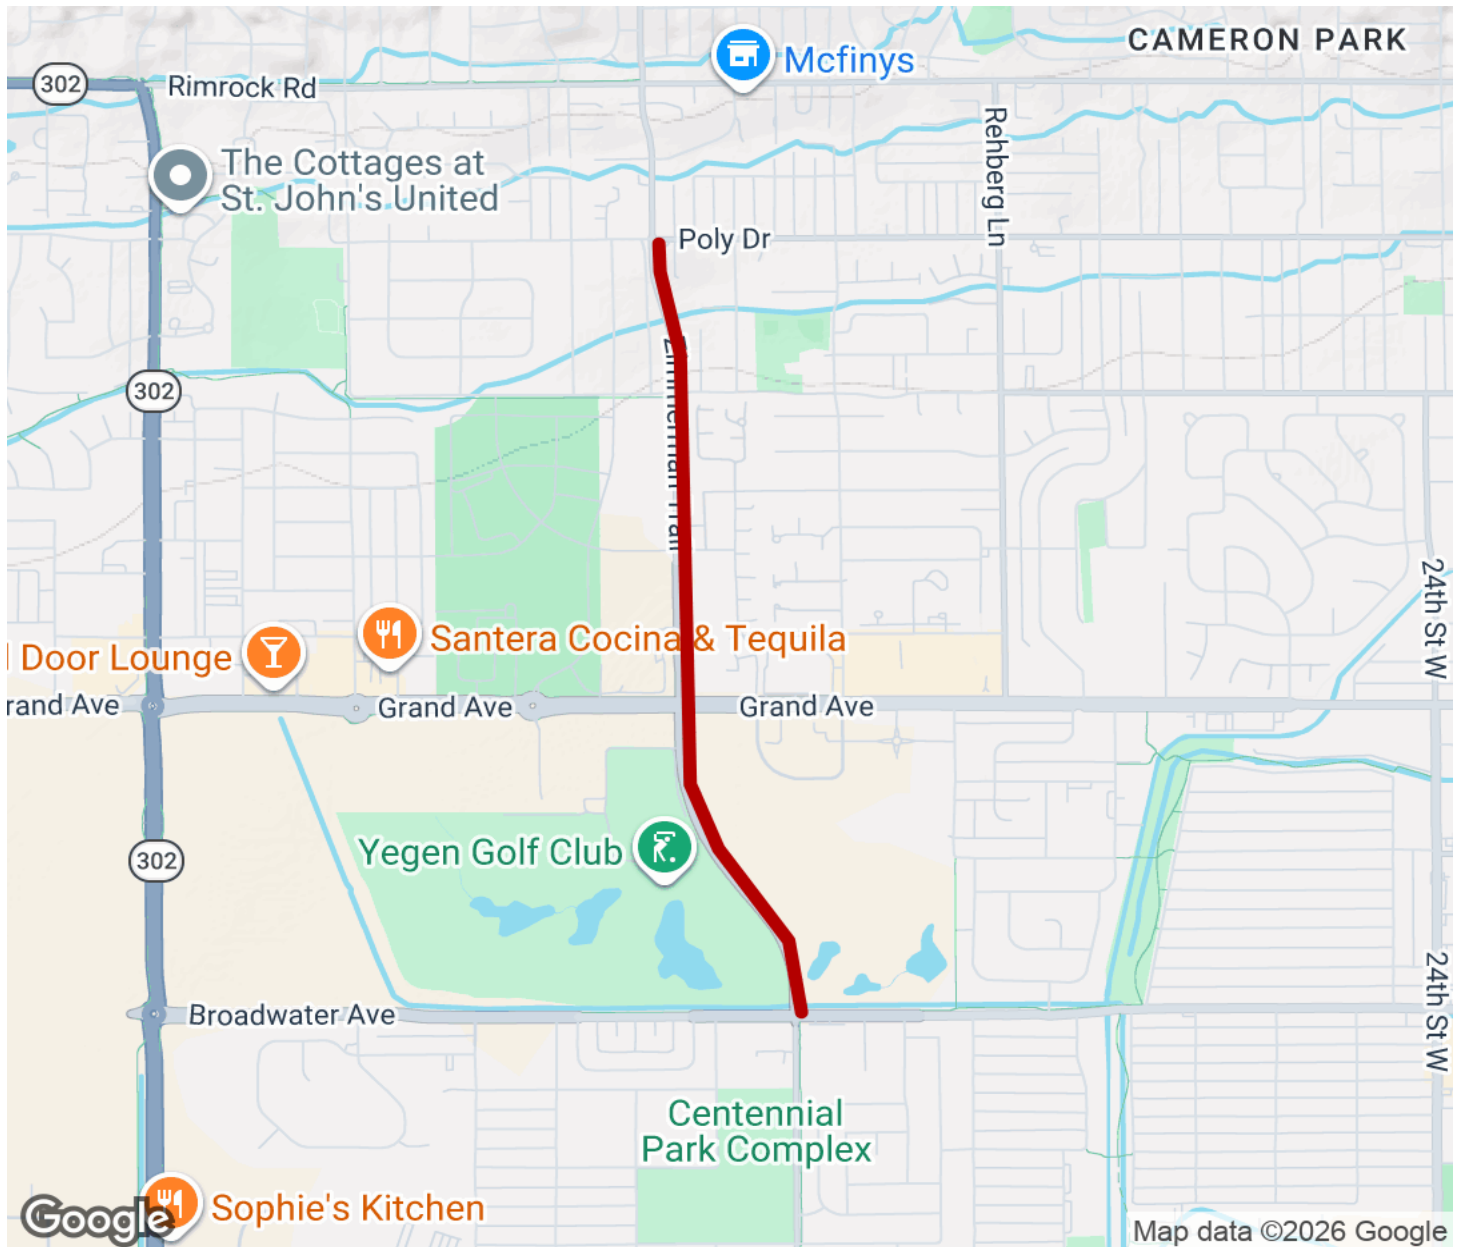 CAMERON PARK
Mcfinys
302
Rimrock Rd
Rehberg Ln
The Cottages at
St. John's United
Poly Dr
302
Zimmerman Trail
24th St W
Santera Cocina & Tequila
Door Lounge
Grand Ave
Grand Ave
Yegen Golf Club
302
24th St W
Broadwater Ave
Centennial
Park Complex
Sophie's Kitchen
Google
Map data ©2026 Google